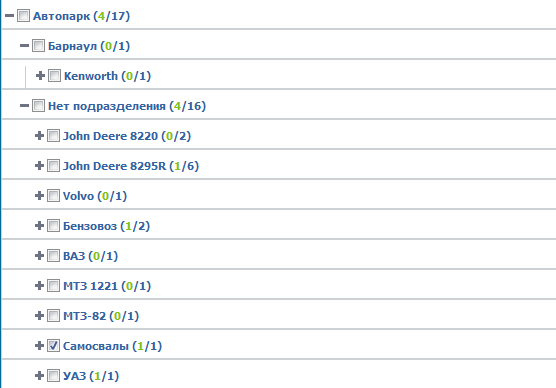 Автопарк (4/17)
Барнаул (0/1)
Kenworth (0/1)
Нет подразделения (4/16)
John Deere 8220 (0/2)
John Deere 8295R (1/6)
Volvo (0/1)
Бензовоз (1/2)
ВАЗ (0/1)
МТЗ 1221 (0/1)
МТЗ-82 (0/1)
Самосвалы (1/1)
УАЗ (1/1)